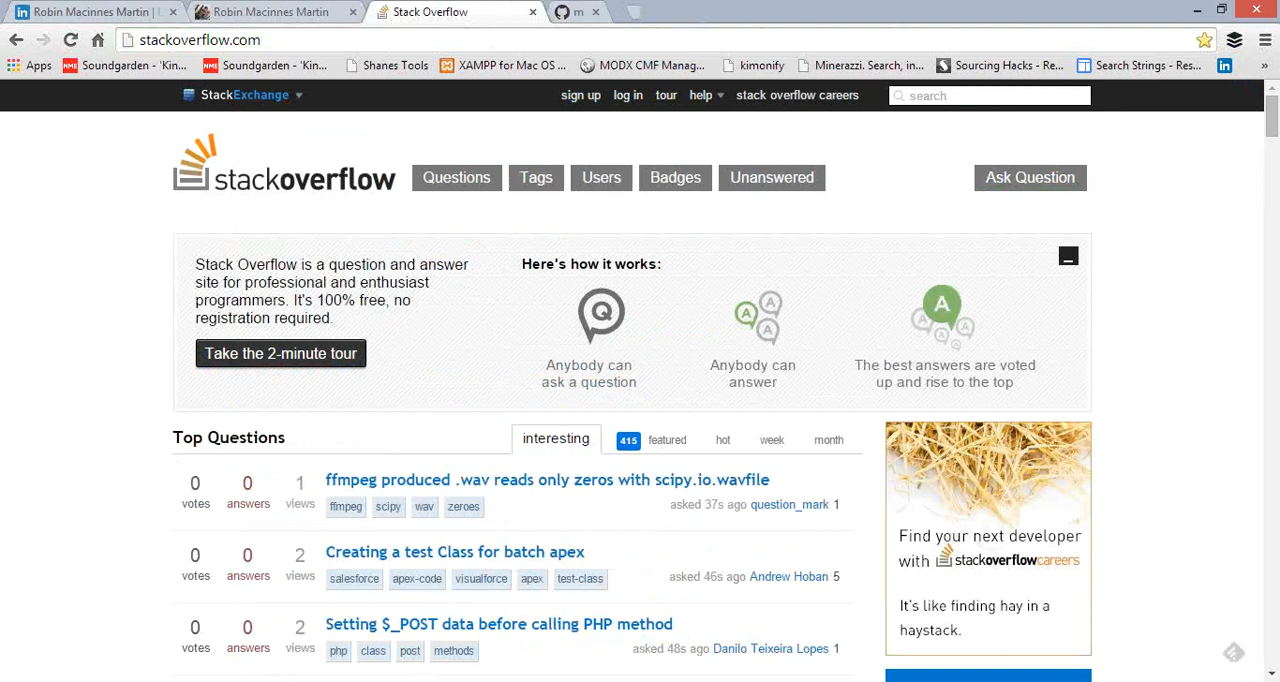 Robin Macinnes Martin | L
Robin Macinnes Martin
Stack Overflow
m
stackoverflow.com
Apps
NME
Soundgarden - 'Kin...
NME
Soundgarden - 'Kin...
Shanes Tools
XAMPP for Mac OS ...
MODX CMF Manag...
kimonify
Minerazzi. Search, in...
Sourcing Hacks - Re...
Search Strings - Res...
in
»
StackExchange
sign up
log in
tour
help
stack overflow careers
search
stackoverflow
Questions
Tags
Users
Badges
Unanswered
Ask Question
Stack Overflow is a question and answer
site for professional and enthusiast
programmers. It's 100% free, no
registration required.
Take the 2-minute tour
Here's how it works:
Q
Anybody can
ask a question
A
A
A
Anybody can
answer
A
A
A
A
A
The best answers are voted
up and rise to the top
Top Questions
interesting
415
featured
hot
week
month
0 votes
0 answers
1 views
ffmpeg produced .wav reads only zeros with scipy.io.wavfile
ffmpeg scipy wav zeroes
asked 37s ago question_mark 1
0 votes
0 answers
2 views
Creating a test Class for batch apex
salesforce apex-code visualforce apex test-class
asked 46s ago Andrew Hoban 5
0 votes
0 answers
2 views
Setting $_POST data before calling PHP method
php class post methods
asked 48s ago Danilo Teixeira Lopes 1
Find your next developer
with stackoverflowcareers
It's like finding hay in a
haystack.